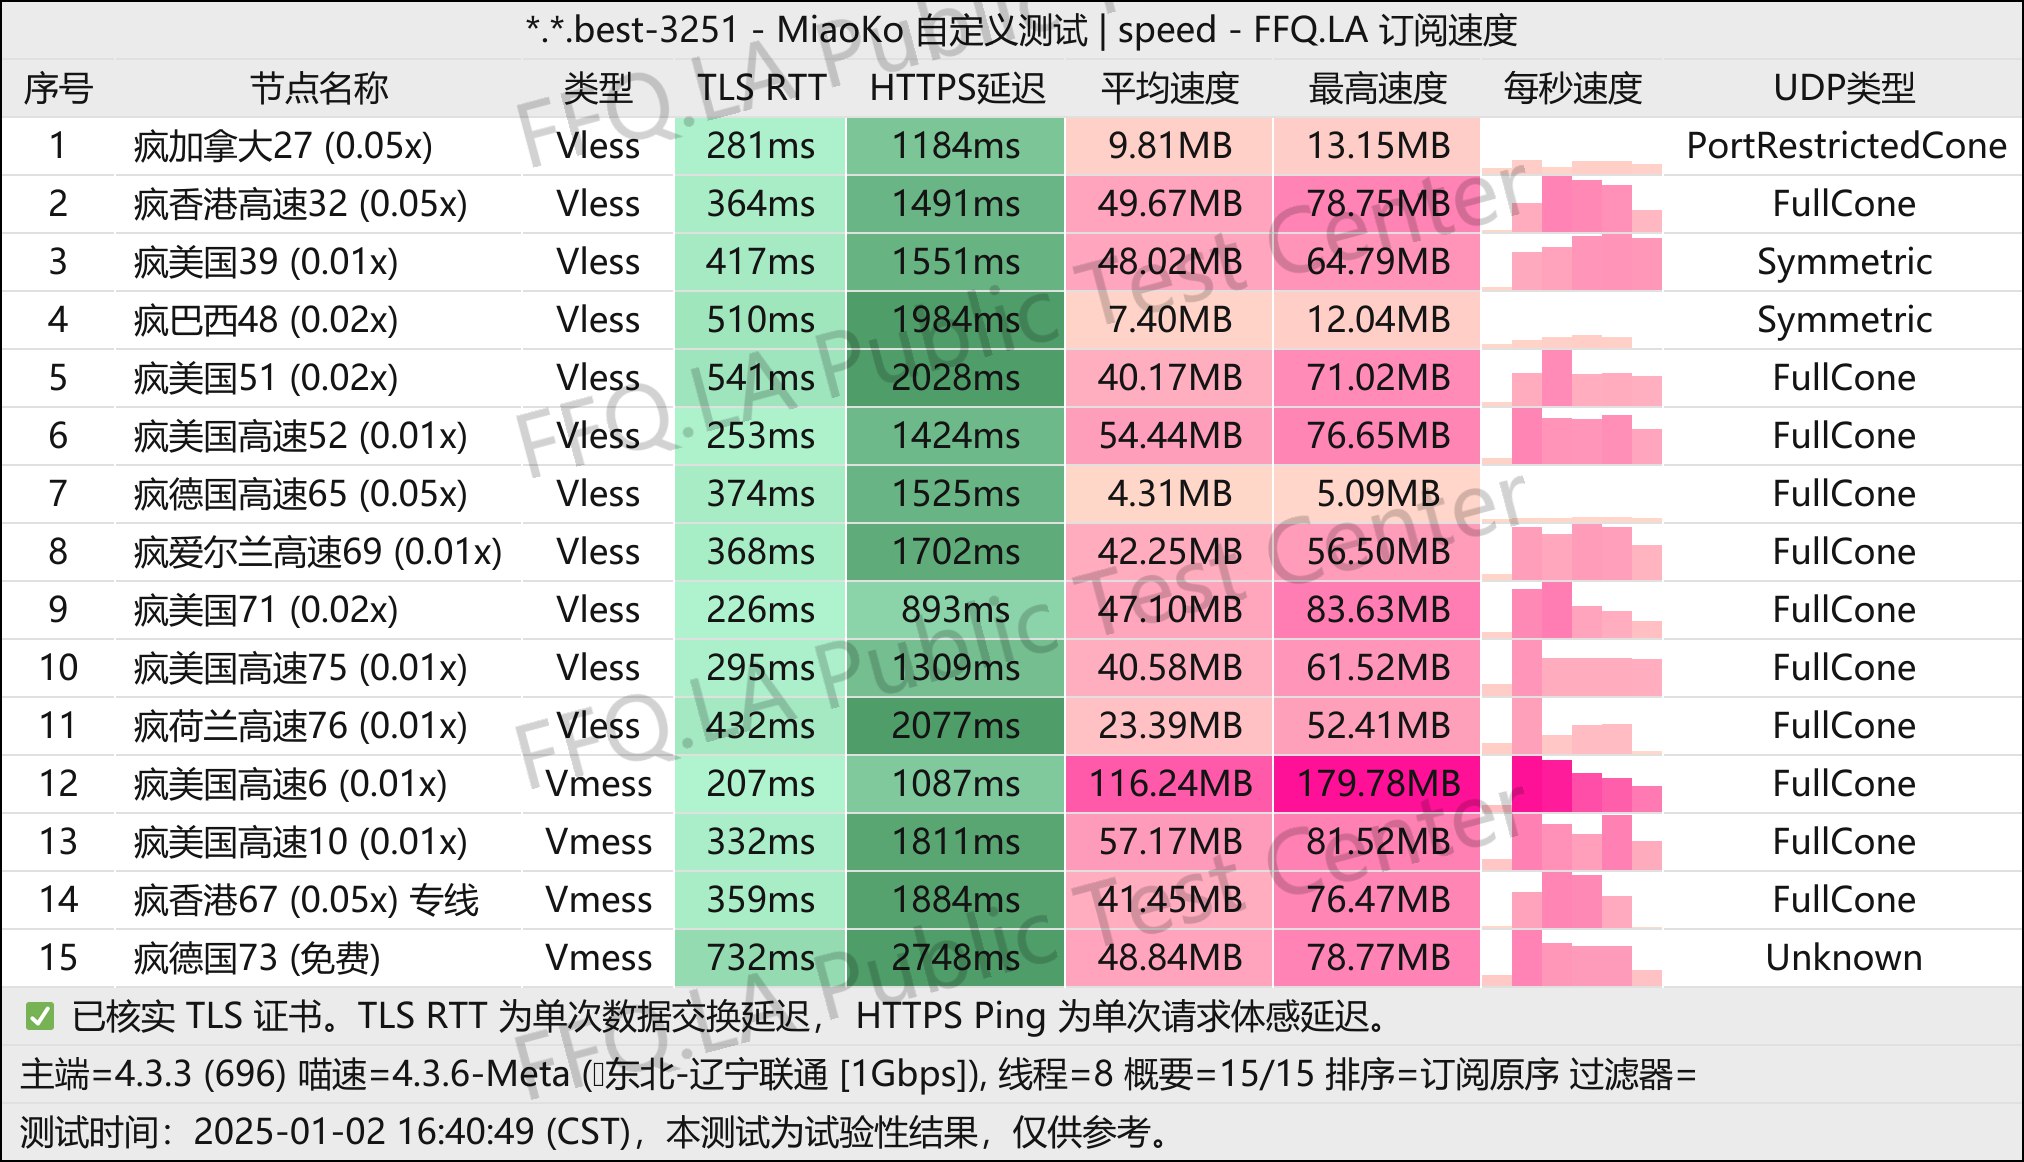 *.*.best-3251 - MiaoKo 自定义测试 | speed - FFQ.LA 订阅速度
序号 节点名称 类型 TLS RTT HTTPS延迟 平均速度 最高速度 每秒速度 UDP类型
1 疯加拿大27 (0.05x) Vless 281ms 1184ms 9.81MB 13.15MB PortRestrictedCone
2 疯香港高速32 (0.05x) Vless 364ms 1491ms 49.67MB 78.75MB FullCone
3 疯美国39 (0.01x) Vless 417ms 1551ms 48.02MB 64.79MB Symmetric
4 疯巴西48 (0.02x) Vless 510ms 1984ms 7.40MB 12.04MB Symmetric
5 疯美国51 (0.02x) Vless 541ms 2028ms 40.17MB 71.02MB FullCone
6 疯美国高速52 (0.01x) Vless 253ms 1424ms 54.44MB 76.65MB FullCone
7 疯德国高速65 (0.05x) Vless 374ms 1525ms 4.31MB 5.09MB FullCone
8 疯爱尔兰高速69 (0.01x) Vless 368ms 1702ms 42.25MB 56.50MB FullCone
9 疯美国71 (0.02x) Vless 226ms 893ms 47.10MB 83.63MB FullCone
10 疯美国高速75 (0.01x) Vless 295ms 1309ms 40.58MB 61.52MB FullCone
11 疯荷兰高速76 (0.01x) Vless 432ms 2077ms 23.39MB 52.41MB FullCone
12 疯美国高速6 (0.01x) Vmess 207ms 1087ms 116.24MB 179.78MB FullCone
13 疯美国高速10 (0.01x) Vmess 332ms 1811ms 57.17MB 81.52MB FullCone
14 疯香港67 (0.05x) 专线 Vmess 359ms 1884ms 41.45MB 76.47MB FullCone
15 疯德国73 (免费) Vmess 732ms 2748ms 48.84MB 78.77MB Unknown
✅ 已核实 TLS 证书。TLS RTT 为单次数据交换延迟， HTTPS Ping 为单次请求体感延迟。
主端=4.3.3 (696) 喵速=4.3.6-Meta (东北-辽宁联通 [1Gbps]), 线程=8 概要=15/15 排序=订阅原序 过滤器=
测试时间：2025-01-02 16:40:49 (CST)，本测试为试验性结果，仅供参考。
FFQ.LA Public Test Center
FFQ.LA Public Test Center
FFQ.LA Public Test Center
FFQ.LA Public Test Center